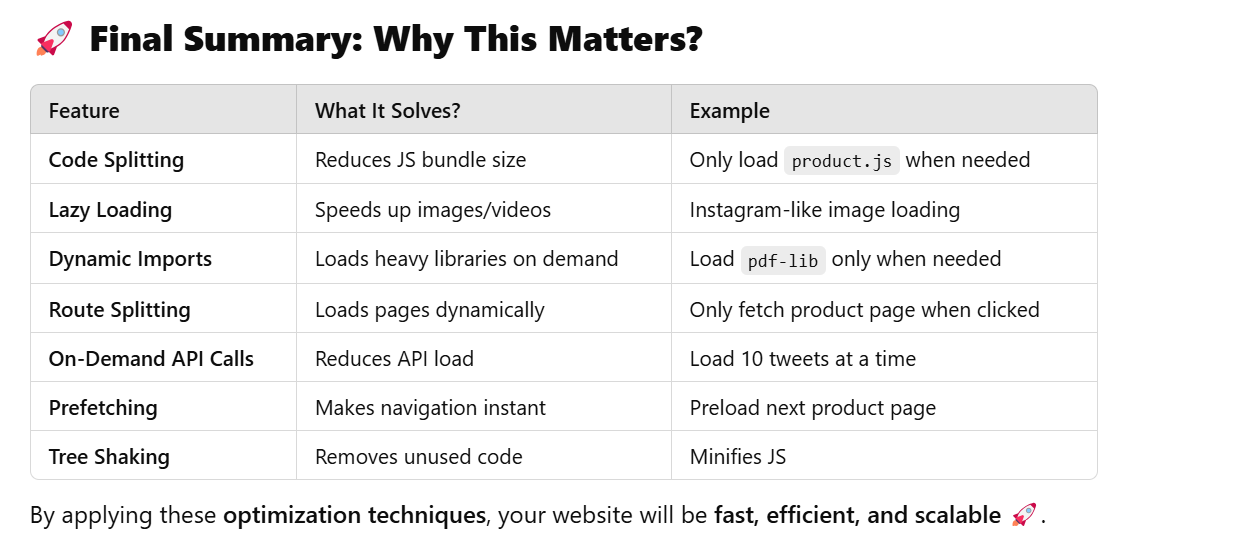 🚀 Final Summary: Why This Matters?
Feature What It Solves? Example
Code Splitting Reduces JS bundle size Only load product.js when needed
Lazy Loading Speeds up images/videos Instagram-like image loading
Dynamic Imports Loads heavy libraries on demand Load pdf-lib only when needed
Route Splitting Loads pages dynamically Only fetch product page when clicked
On-Demand API Calls Reduces API load Load 10 tweets at a time
Prefetching Makes navigation instant Preload next product page
Tree Shaking Removes unused code Minifies JS
By applying these optimization techniques, your website will be fast, efficient, and scalable 🚀.